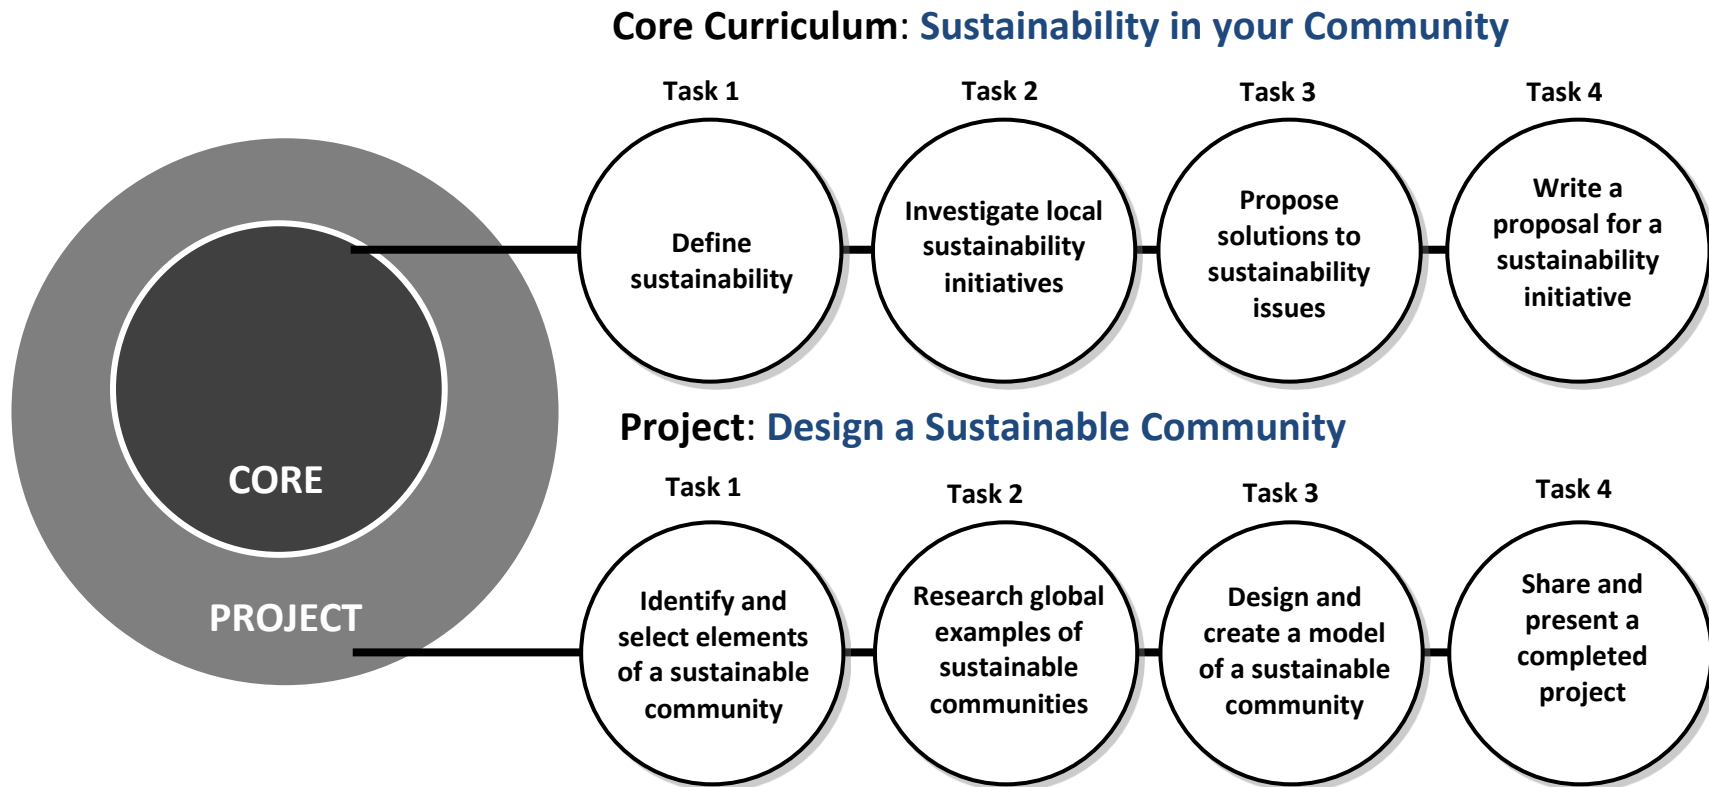 Core Curriculum: Sustainability in your Community
Task 1
Task 2
Task 3
Task 4
Define
sustainability
Investigate local
sustainability
initiatives
Propose
solutions to
sustainability
issues
Write a
proposal for a
sustainability
initiative
CORE
PROJECT
Project: Design a Sustainable Community
Task 1
Task 2
Task 3
Task 4
Identify and
select elements
of a sustainable
community
Research global
examples of
sustainable
communities
Design and
create a model
of a sustainable
community
Share and
present a
completed
project